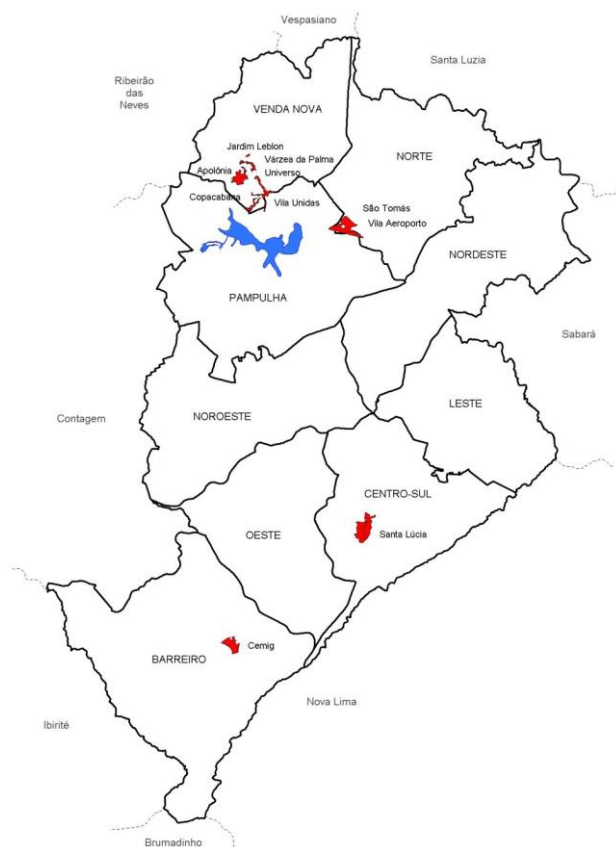 Vespasiano
Santa Luzia
Ribeirão
das
Neves
VENDA NOVA
Jardim Leblon
Várzea da Palma
NORTE
Apolônia
Universo
Copacabana
Vila Unidas
São Tomás
Vila Aeroporto
NORDESTE
PAMPULHA
Sabará
LESTE
Contagem
NOROESTE
CENTRO-SUL
OESTE
Santa Lúcia
Cemig
BARREIRO
Nova Lima
Ibirité
Brumadinho